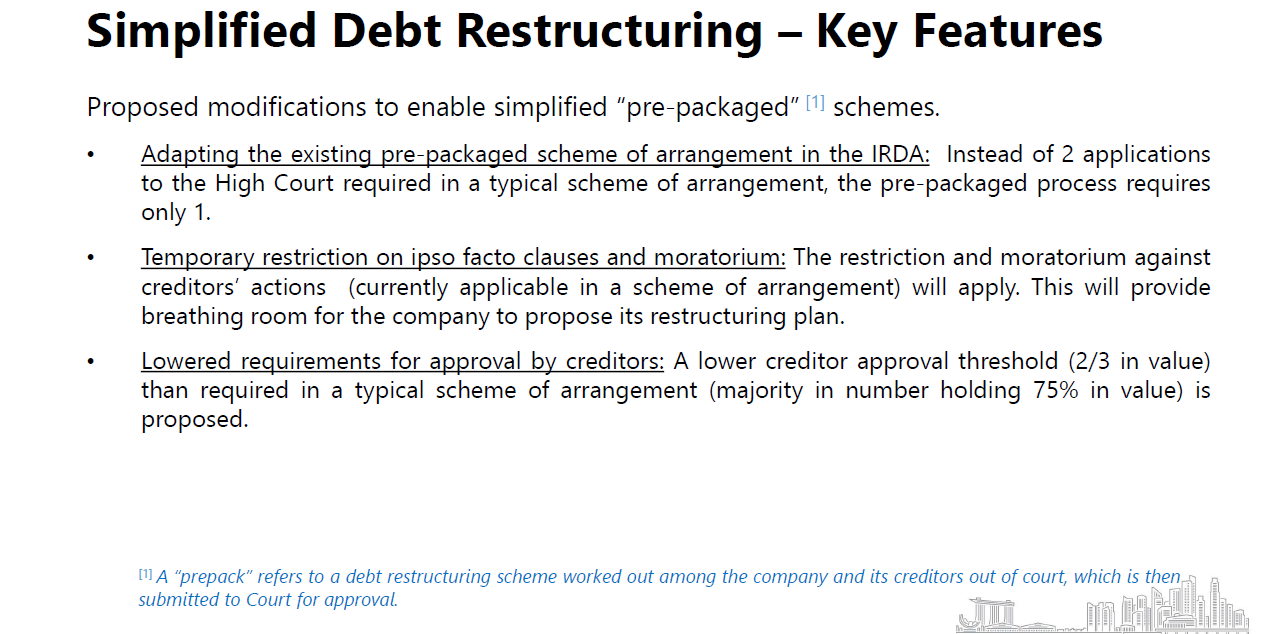 Simplified Debt Restructuring – Key Features
Proposed modifications to enable simplified “pre-packaged” [1] schemes.
• Adapting the existing pre-packaged scheme of arrangement in the IRDA: Instead of 2 applications
to the High Court required in a typical scheme of arrangement, the pre-packaged process requires
only 1.
• Temporary restriction on ipso facto clauses and moratorium: The restriction and moratorium against
creditors’ actions (currently applicable in a scheme of arrangement) will apply. This will provide
breathing room for the company to propose its restructuring plan.
• Lowered requirements for approval by creditors: A lower creditor approval threshold (2/3 in value)
than required in a typical scheme of arrangement (majority in number holding 75% in value) is
proposed.
[1] A “prepack” refers to a debt restructuring scheme worked out among the company and its creditors out of court, which is then
submitted to Court for approval.